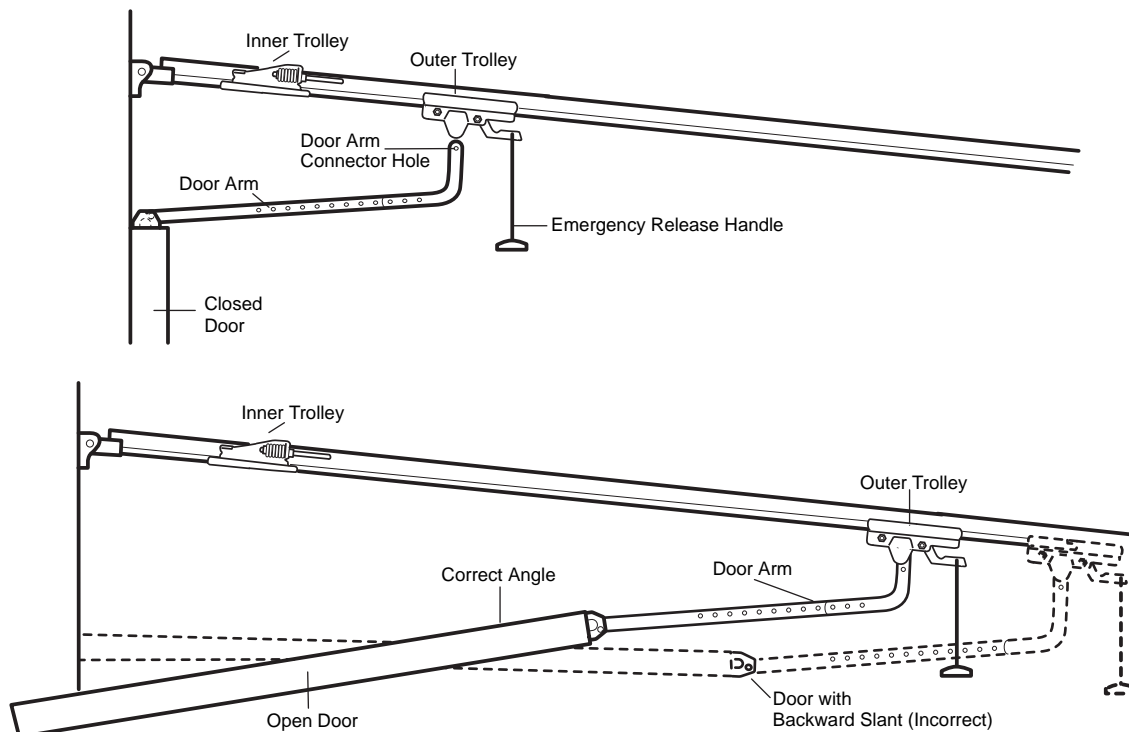 Inner Trolley
Outer Trolley
Door Arm
Connector Hole
Door Arm
Emergency Release Handle
Closed
Door
Inner Trolley
Outer Trolley
Correct Angle
Door Arm
Door with
Backward Slant (Incorrect)
Open Door